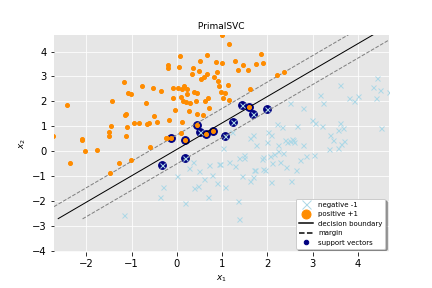 PrimalSVC
4
3
2
1
0
−1
−2
−3
−4
x₂
−2 −1 0 1 2 3 4
x₁
negative -1
positive +1
decision boundary
margin
support vectors